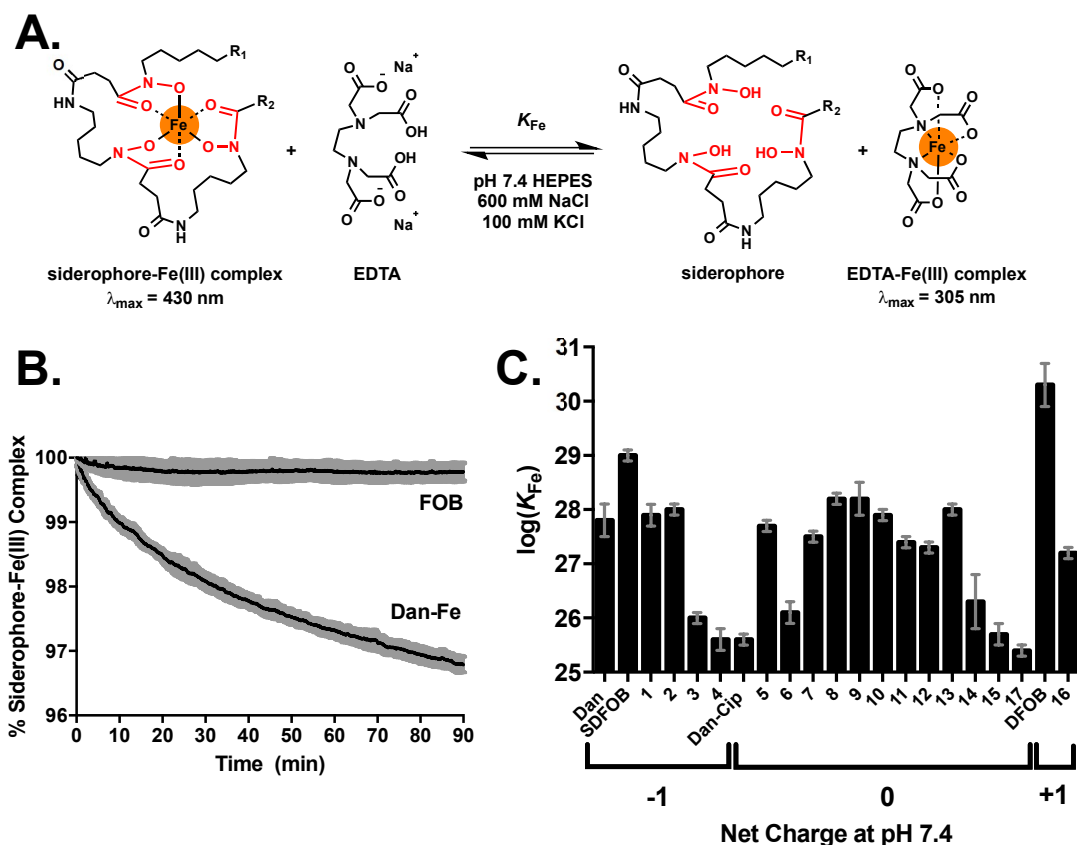 A.
R1
O
N
O
O
O
R2
NH
Fe
N
O
O
N
O
O
N
H
siderophore-Fe(III) complex
λmax = 430 nm
+
O
O− Na+
O
N
OH
OH
N
O
O
O−
Na+
EDTA
KFe
pH 7.4 HEPES
600 mM NaCl
100 mM KCl
R1
O
N
OH
O
O
R2
NH
OH
N
O
HO
N
O
N
H
siderophore
+
O
O
O
N
O
Fe
N
O
O
O
O
EDTA-Fe(III) complex
λmax = 305 nm
B.
% Siderophore-Fe(III) Complex
100
99
98
97
96
FOB
Dan-Fe
0 10 20 30 40 50 60 70 80 90
Time (min)
C.
log(KFe)
31
30
29
28
27
26
25
Dan SDFOB 1 2 3 4 Dan-Cip 5 6 7 8 9 10 11 12 13 14 15 17 DFOB 16
-1 0 +1
Net Charge at pH 7.4